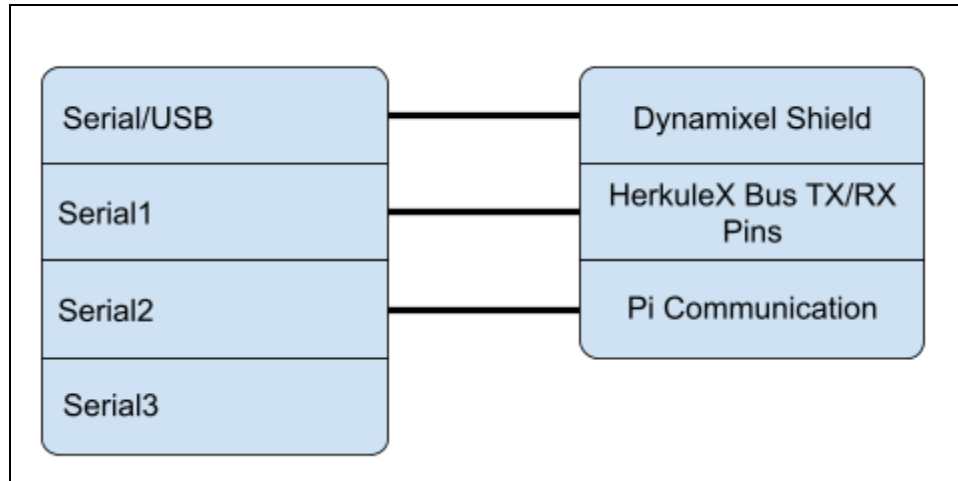 Serial/USB
Dynamixel Shield
Serial1
HerkuleX Bus TX/RX
Pins
Serial2
Pi Communication
Serial3